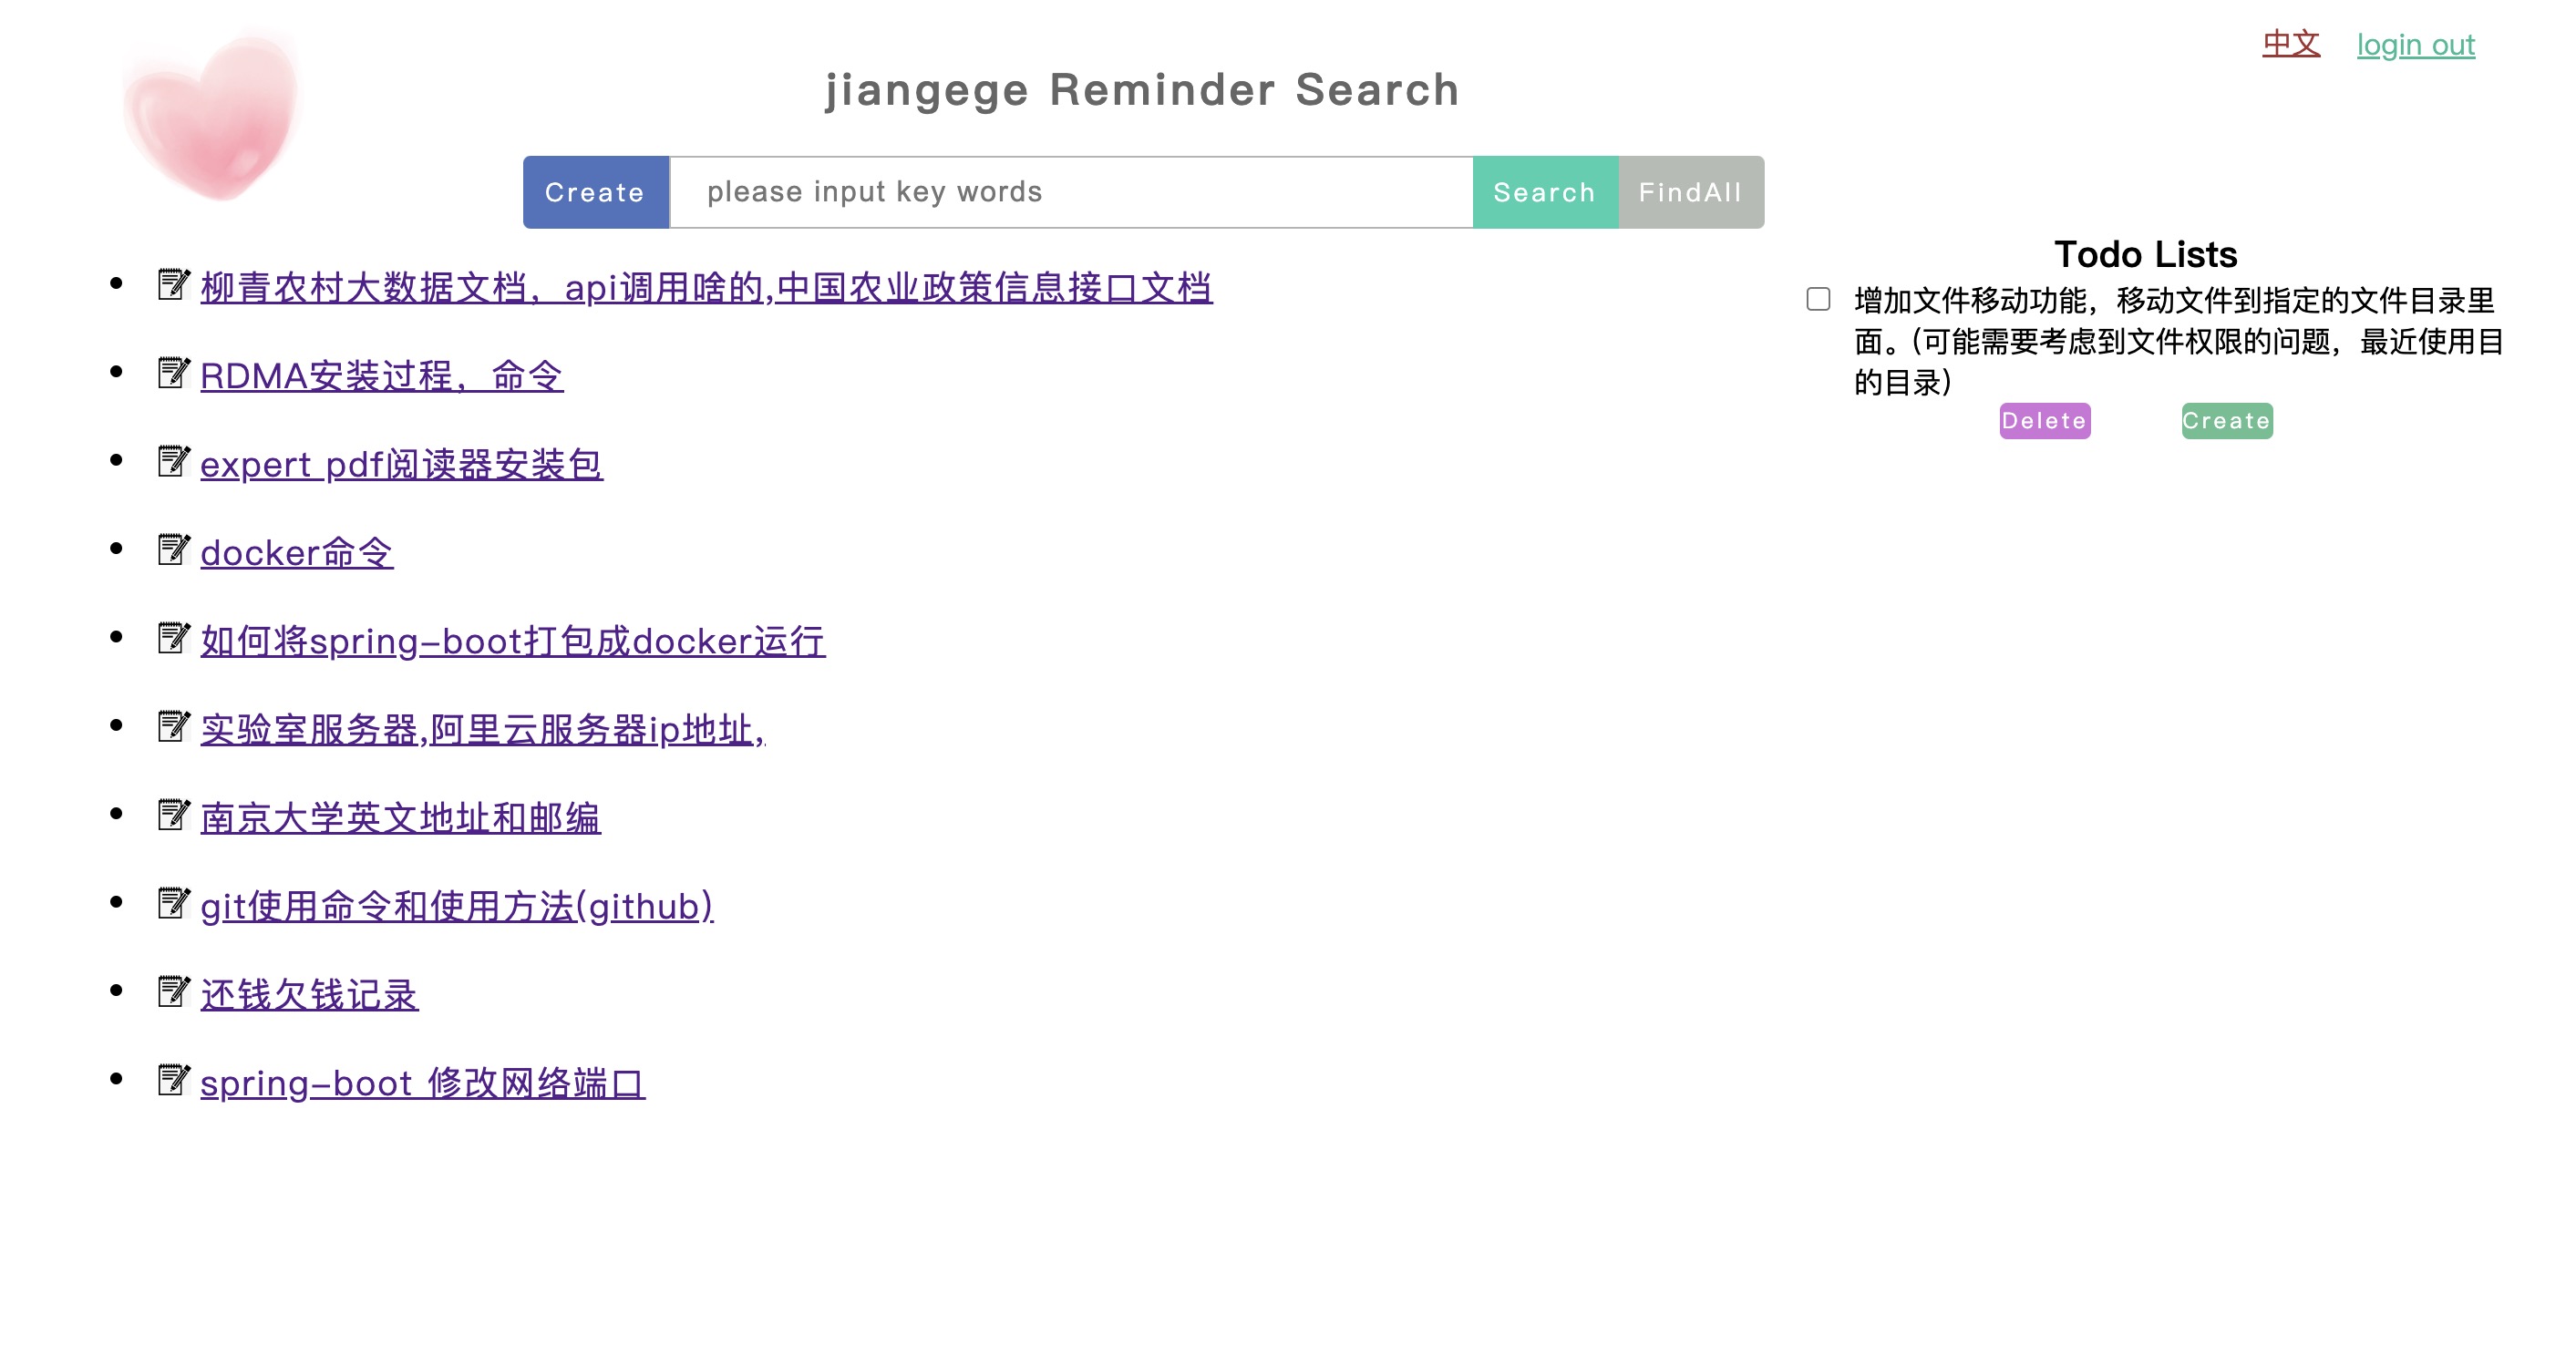 中文 login out
jiangege Reminder Search
Create please input key words Search FindAll
柳青农村大数据文档，api调用啥的,中国农业政策信息接口文档
RDMA安装过程，命令
expert pdf阅读器安装包
docker命令
如何将spring-boot打包成docker运行
实验室服务器,阿里云服务器ip地址,
南京大学英文地址和邮编
git使用命令和使用方法(github)
还钱欠钱记录
spring-boot 修改网络端口
Todo Lists
增加文件移动功能，移动文件到指定的文件目录里
面。（可能需要考虑到文件权限的问题，最近使用目
的目录）
Delete Create